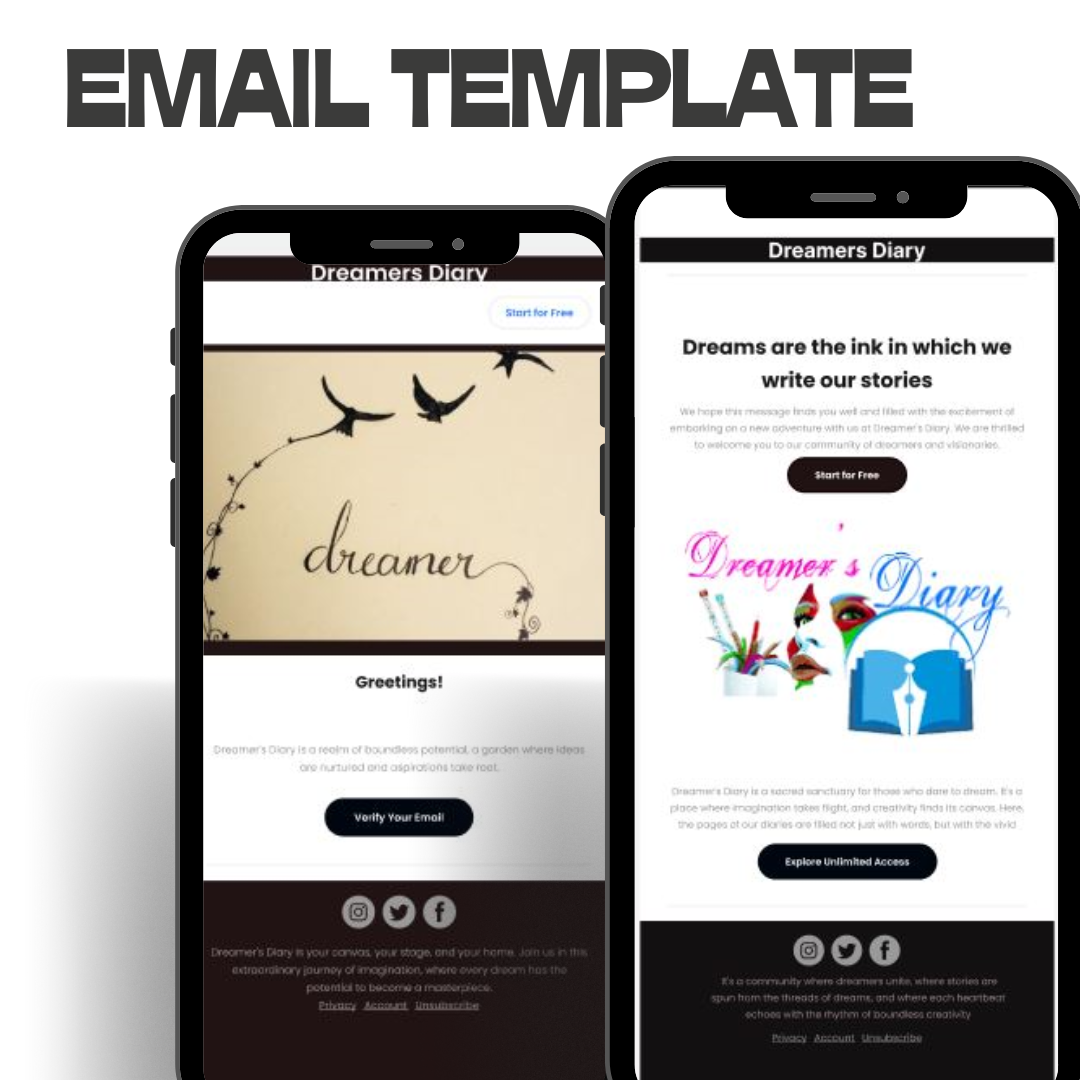 EMAIL TEMPLATE
Dreamers Diary
Start for Free
dreamer
Greetings!
Dreamer's Diary is a realm of boundless potential, a garden where ideas
are nurtured and aspirations take root.
Verify Your Email
Dreamer's Diary is your canvas, your stage, and your home. Join us in this
extraordinary journey of imagination, where every dream has the
potential to become a masterpiece.
Privacy Account Unsubscribe
Dreamers Diary
Dreams are the ink in which we
write our stories
We hope this message finds you well and filled with the excitement of
embarking on a new adventure with us at Dreamer's Diary. We are thrilled
to welcome you to our community of dreamers and visionaries.
Start for Free
Dreamer's Diary
Dreamer's Diary is a sacred sanctuary for those who dare to dream. It's a
place where imagination takes flight, and creativity finds its canvas. Here,
the pages of our diaries are filled not just with words, but with the vivid
Explore Unlimited Access
It's a community where dreamers unite, where stories are
spun from the threads of dreams, and where each heartbeat
echoes with the rhythm of boundless creativity
Privacy Account Unsubscribe